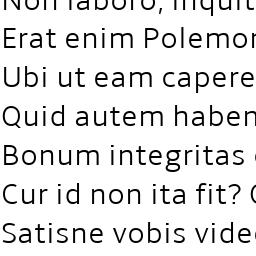 Non laboro, inquit
Erat enim Polemon
Ubi ut eam capere
Quid autem haben
Bonum integritas
Cur id non ita fit?
Satisne vobis vide